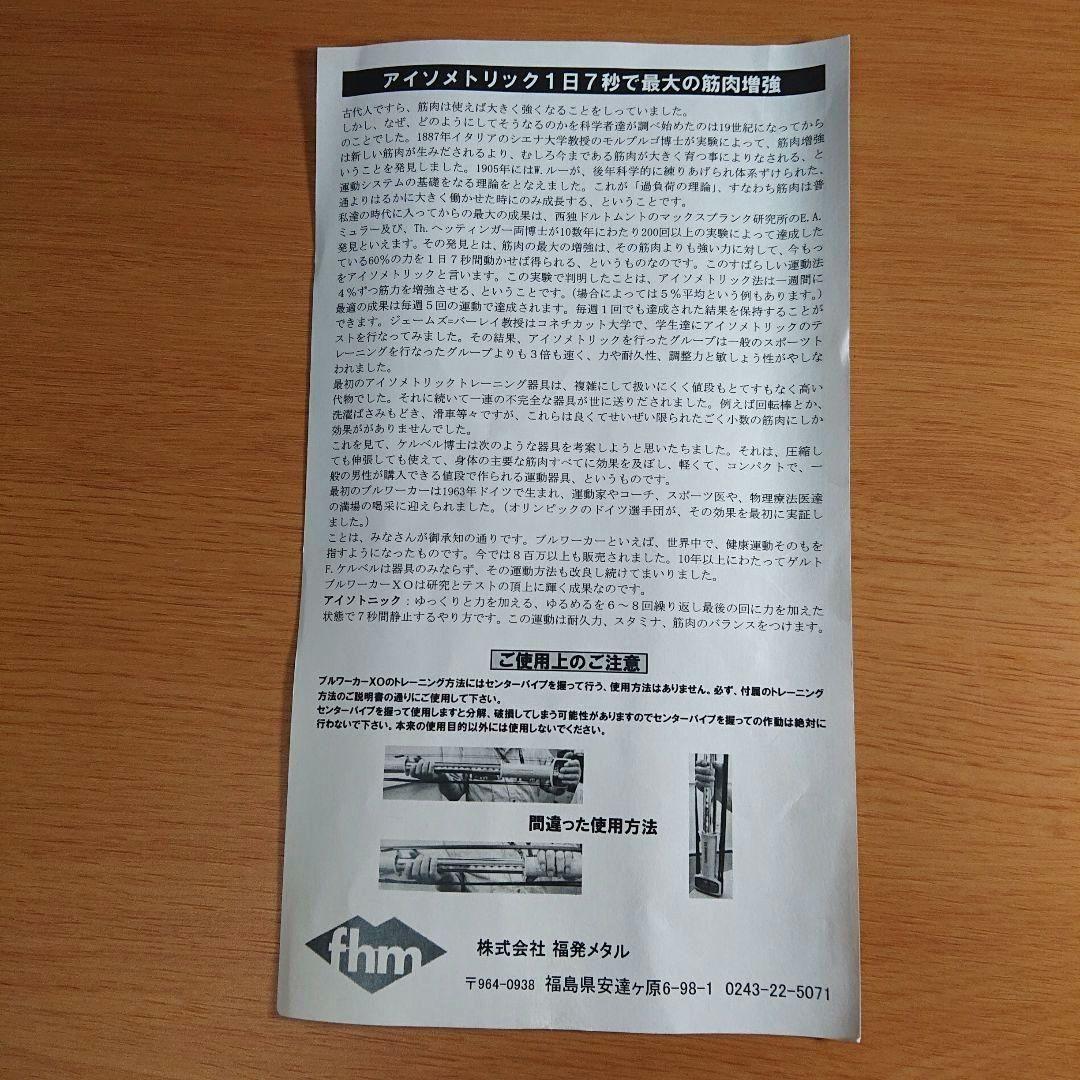 アイソメトリック1日7秒で最大の筋肉増強
古代人ですら、筋肉は使えば大きく強くなることをしっていました。
しかし、なぜ、どのようにしてそうなるのかを科学者達が調べ始めたのは19世紀になってから
のことでした。1887年イタリアのシエナ大学教授のモルプルゴ博士が実験によって、筋肉増強
は新しい筋肉が生みだされるより、むしろ今まである筋肉が大きく育つ事によりなされる、と
いうことを発見しました。1905年にはW.ルーが、後年科学的に練りあげられ体系ずけられた、
運動システムの基礎をなる理論をとなえました。これが「過負荷の理論」、すなわち筋肉は普
通よりはるかに大きく働かせた時にのみ成長する、ということです。
私達の時代に入ってからの最大の成果は、西独ドルトムントのマックスプランク研究所のE.A.
ミュラー及び、Th.ヘッティンガー両博士が10数年にわたり200回以上の実験によって達成した
発見といえます。その発見とは、筋肉の最大の増強は、その筋肉よりも強い力に対して、今もっ
ている60%の力を1日7秒間動かせば得られる、というものなのです。このすばらしい運動法
をアイソメトリックと言います。この実験で判明したことは、アイソメトリック法は一週間に
4%ずつ筋力を増強させる、ということです。(場合によっては5%平均という例もあります。)
最適の成果は毎週5回の運動で達成されます。毎週1回でも達成された結果を保持することが
できます。ジェームズ=バーレイ教授はコネチカット大学で、学生達にアイソメトリックのテ
ストを行なってみました。その結果、アイソメトリックを行ったグループは一般のスポーツト
レーニングを行なったグループよりも3倍も速く、力や耐久性、調整力と敏しょう性がやしな
われました。
最初のアイソメトリックトレーニング器具は、複雑にして扱いにくく値段もとてすもなく高い
代物でした。それに続いて一連の不完全な器具が世に送りだされました。例えば回転棒とか、
洗濯ばさみもどき、滑車等々ですが、これらは良くてせいぜい限られたごく小数の筋肉にしか
効果ががありませんでした。
これを見て、ケルベル博士は次のような器具を考案しようと思いたちました。それは、圧縮し
ても伸張しても使えて、身体の主要な筋肉すべてに効果を及ぼし、軽くて、コンパクトで、一
般の男性が購入できる値段で作られる運動器具、というものです。
最初のブルワーカーは1963年ドイツで生まれ、運動家やコーチ、スポーツ医や、物理療法医達
の満場の喝采に迎えられました。(オリンピックのドイツ選手団が、その効果を最初に実証し
ました。)
ことは、みなさんが御承知の通りです。ブルワーカーといえば、世界中で、健康運動そのもを
指すようになったものです。今では8百万以上も販売されました。10年以上にわたってゲルト
F.ケルベルは器具のみならず、その運動方法も改良し続けてまいりました。
ブルワーカーXOは研究とテストの頂上に輝く成果なのです。
アイソトニック:ゆっくりと力を加える、ゆるめるを6〜8回繰り返し最後の回に力を加えた
状態で7秒間静止するやり方です。この運動は耐久力、スタミナ、筋肉のバランスをつけます。
ご使用上のご注意
ブルワーカーXOのトレーニング方法にはセンターパイプを握って行う、使用方法はありません。必ず、付属のトレーニング
方法のご説明書の通りにご使用して下さい。
センターパイプを握って使用しますと分解、破損してしまう可能性がありますのでセンターパイプを握っての作動は絶対に
行わないで下さい。本来の使用目的以外には使用しないでください。
間違った使用方法
fhm
株式会社 福発メタル
〒964-0938 福島県安達ヶ原6-98-1 0243-22-5071